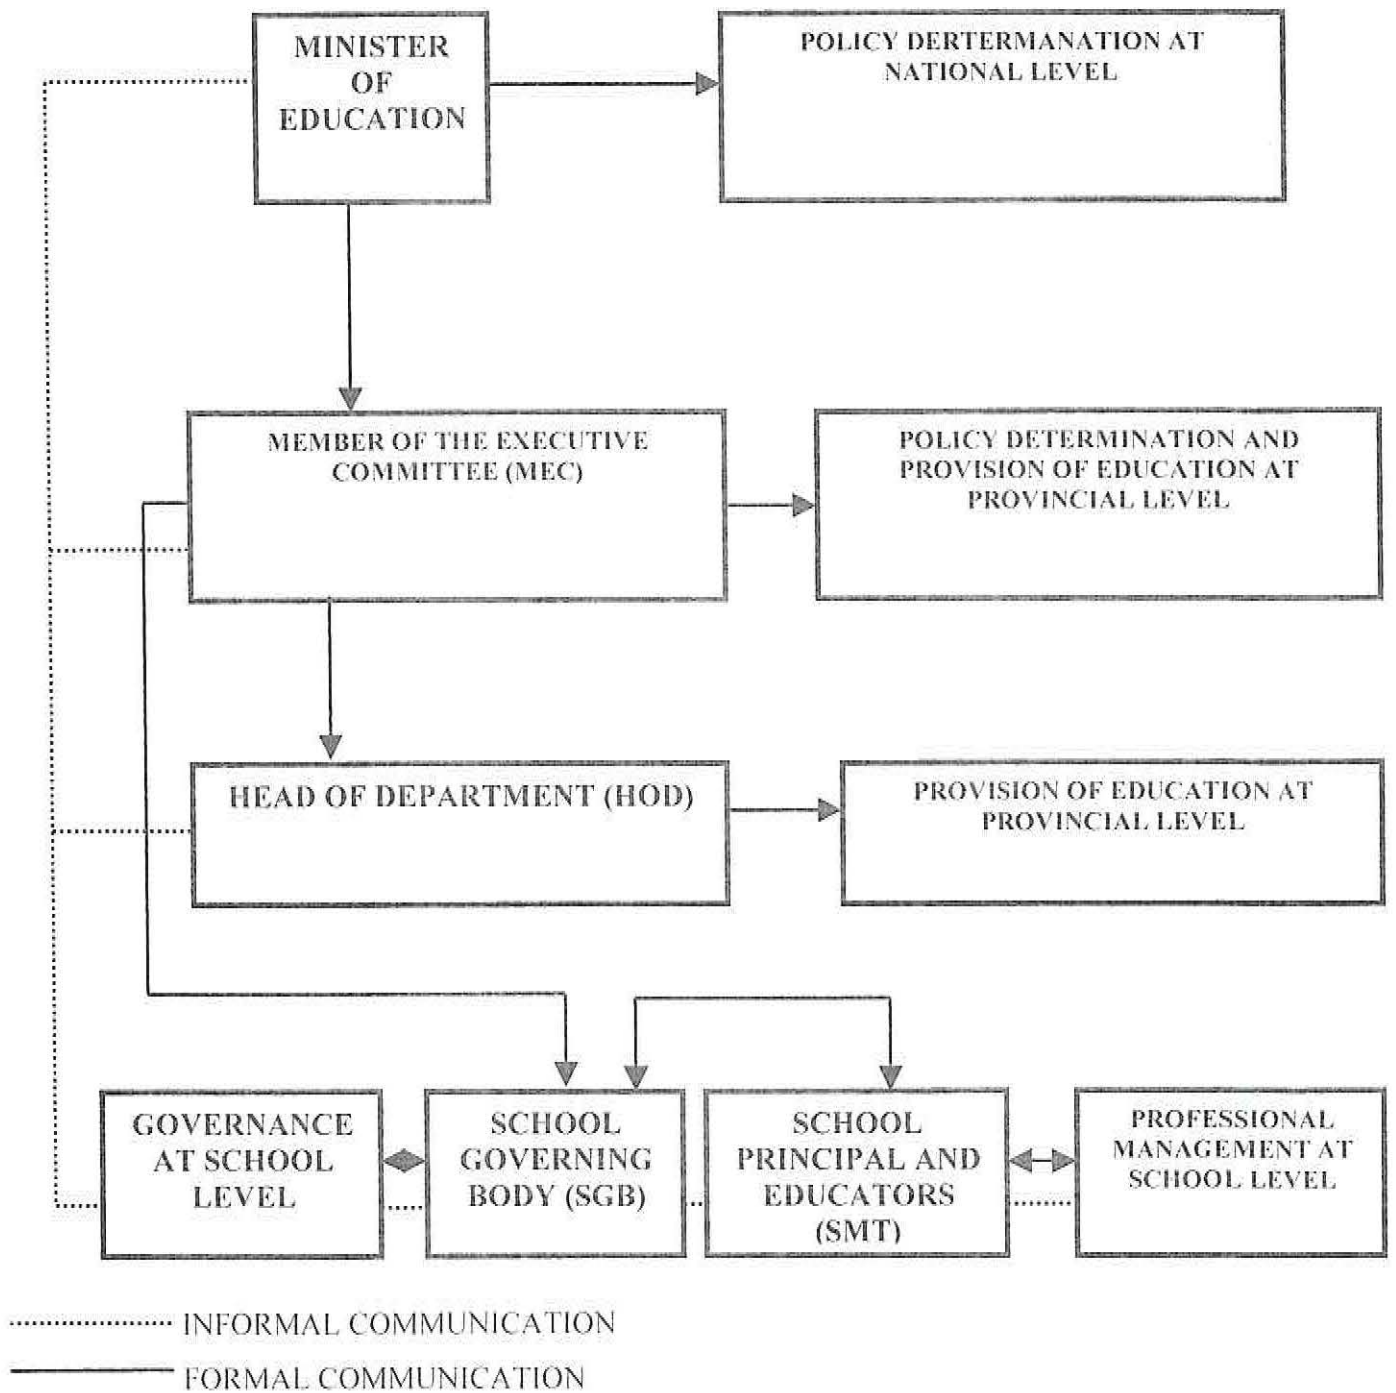 MINISTER
OF
EDUCATION
POLICY DERTERMANATION AT
NATIONAL LEVEL
MEMBER OF THE EXECUTIVE
COMMITTEE (MEC)
POLICY DETERMINATION AND
PROVISION OF EDUCATION AT
PROVINCIAL LEVEL
HEAD OF DEPARTMENT (HOD)
PROVISION OF EDUCATION AT
PROVINCIAL LEVEL
GOVERNANCE
AT SCHOOL
LEVEL
SCHOOL
GOVERNING
BODY (SGB)
SCHOOL
PRINCIPAL AND
EDUCATORS
(SMT)
PROFESSIONAL
MANAGEMENT AT
SCHOOL LEVEL
INFORMAL COMMUNICATION
FORMAL COMMUNICATION